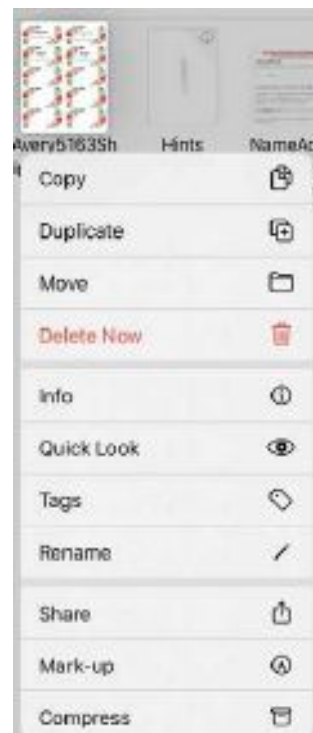 Avery5163Sh
Hints
NameAc
Copy
Duplicate
Move
Delete Now
Info
Quick Look
Tags
Rename
Share
Mark-up
Compress